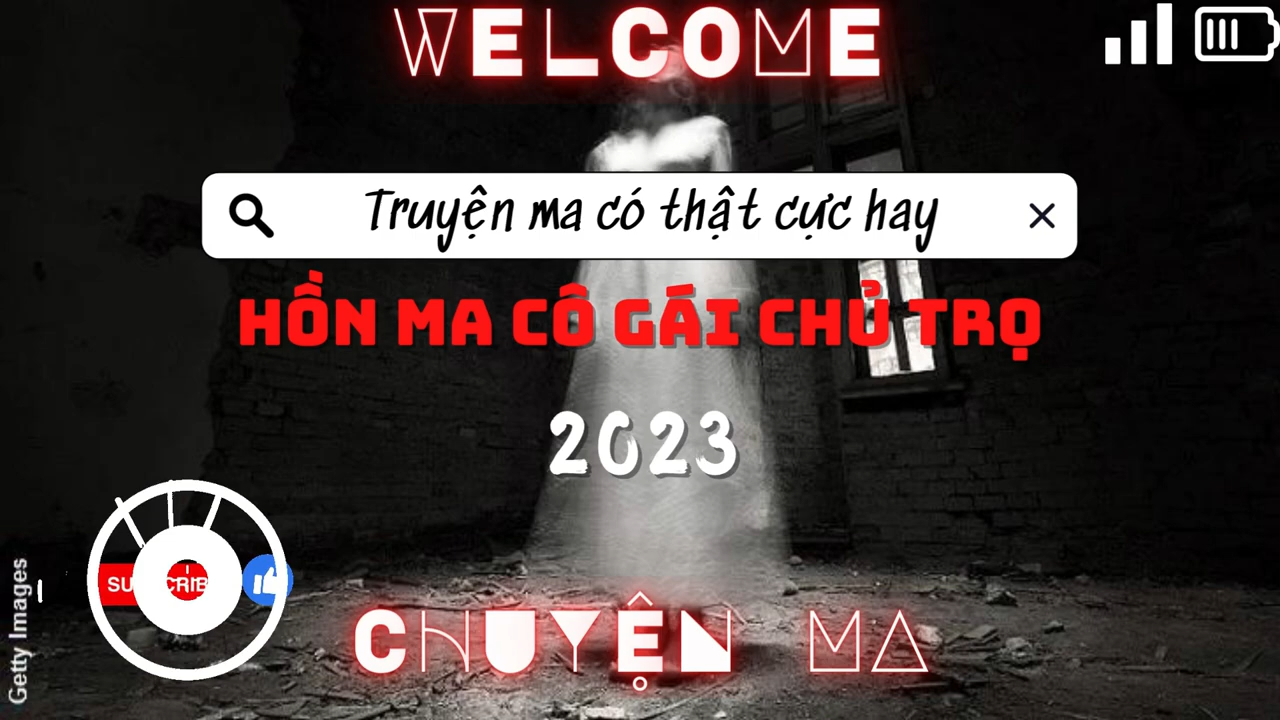 WELCOME
Truyện ma có thật cực hay
HỒN MA CÔ GÁI CHỦ TRỌ
2023
CHUYỆN MA
Getty Images